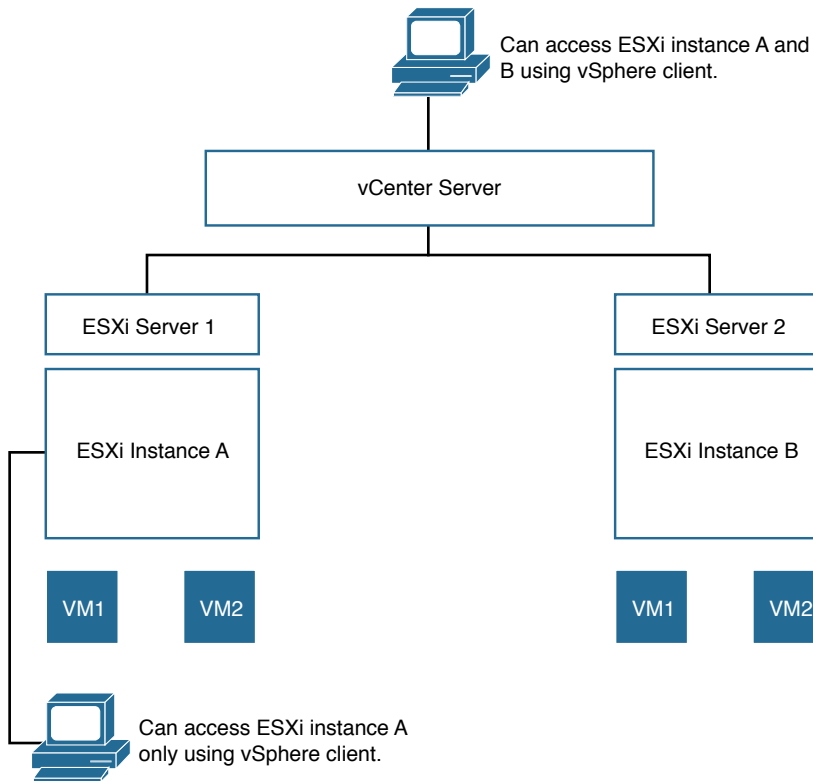 Can access ESXi instance A and
B using vSphere client.
vCenter Server
ESXi Server 1
ESXi Server 2
ESXi Instance A
ESXi Instance B
VM1
VM2
VM1
VM2
Can access ESXi instance A
only using vSphere client.